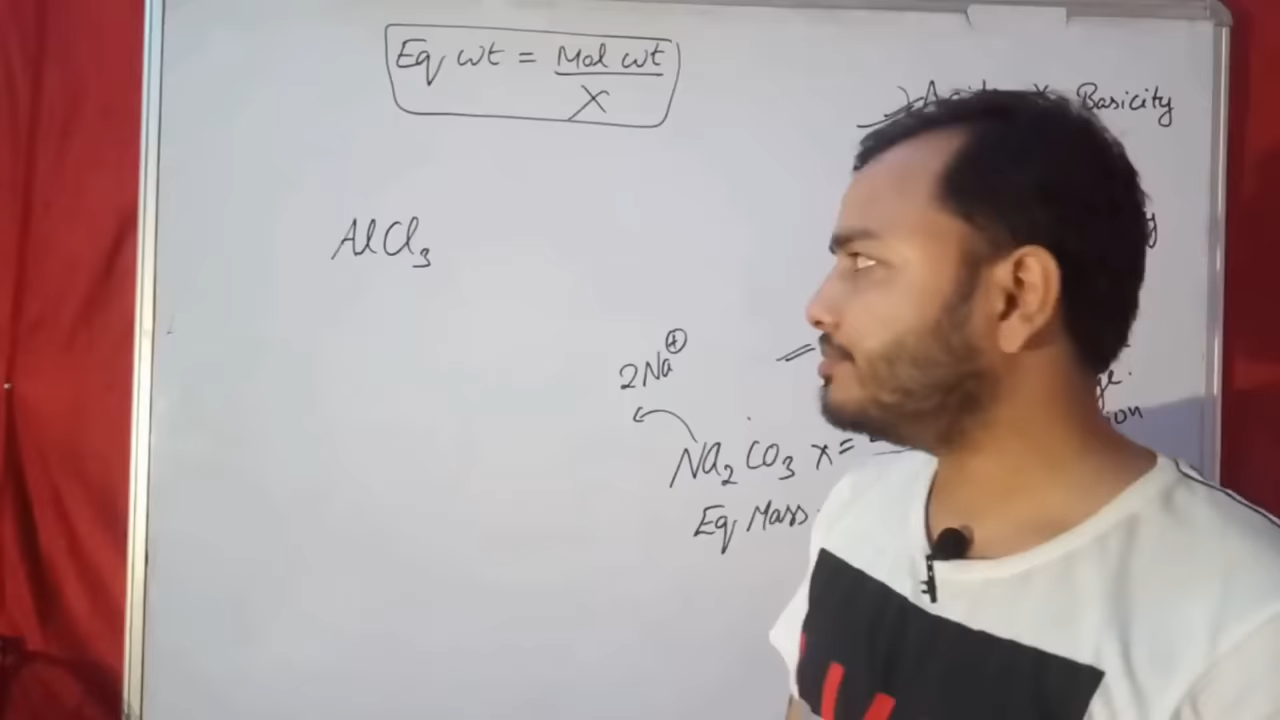 Eq wt = Mol wt
X
Basicity
AlCl3
2Na⊕
Na2CO3 x=
Eq Mass